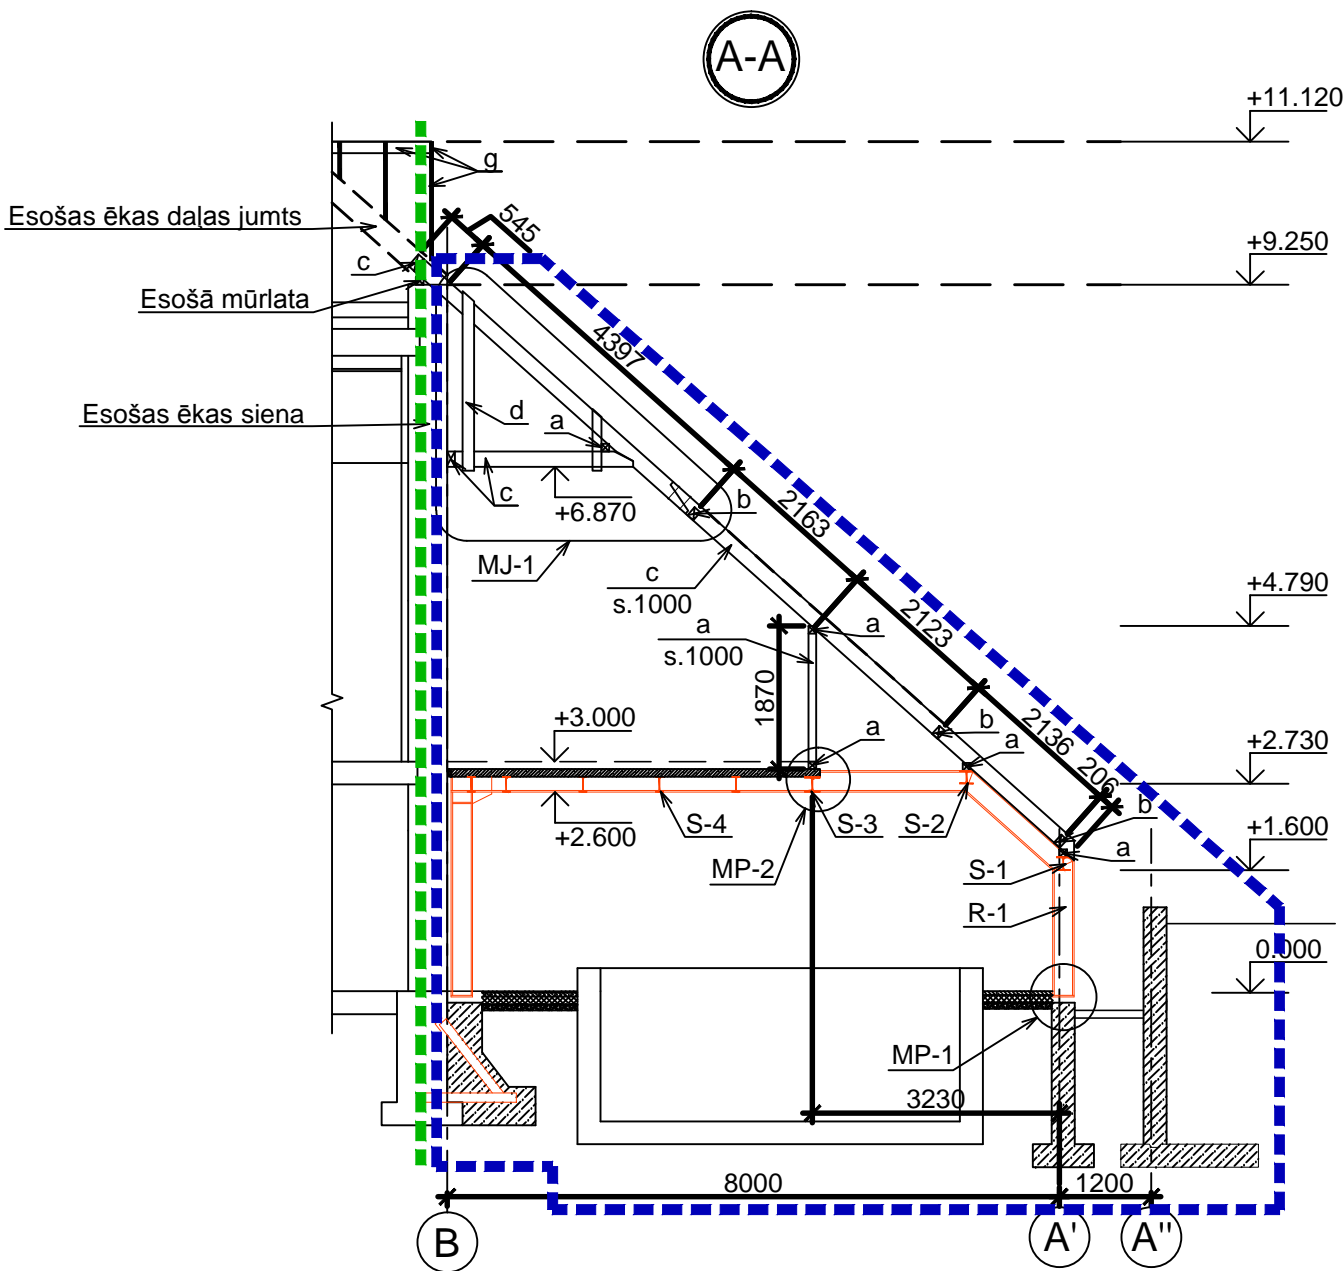 A-A
+11.120
g
Esošas ēkas daļas jumts
545
+9.250
c
Esošā mūrlata
4397
Esošas ēkas siena
d
a
c
+6.870
b
2163
MJ-1
c
s.1000
+4.790
2123
a
a
s.1000
1870
+3.000
b
2136
a
a
+2.730
206
+2.600
S-4
S-3
S-2
b
+1.600
MP-2
S-1
a
R-1
0.000
MP-1
3230
8000
1200
B
A'
A"